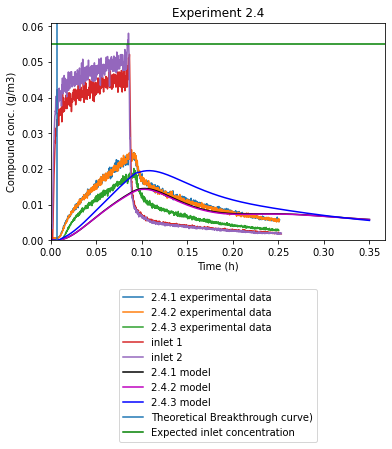 Experiment 2.4
Compound conc. (g/m3)
0.06
0.05
0.04
0.03
0.02
0.01
0.00
0.00 0.05 0.10 0.15 0.20 0.25 0.30 0.35
Time (h)
2.4.1 experimental data
2.4.2 experimental data
2.4.3 experimental data
inlet 1
inlet 2
2.4.1 model
2.4.2 model
2.4.3 model
Theoretical Breakthrough curve)
Expected inlet concentration